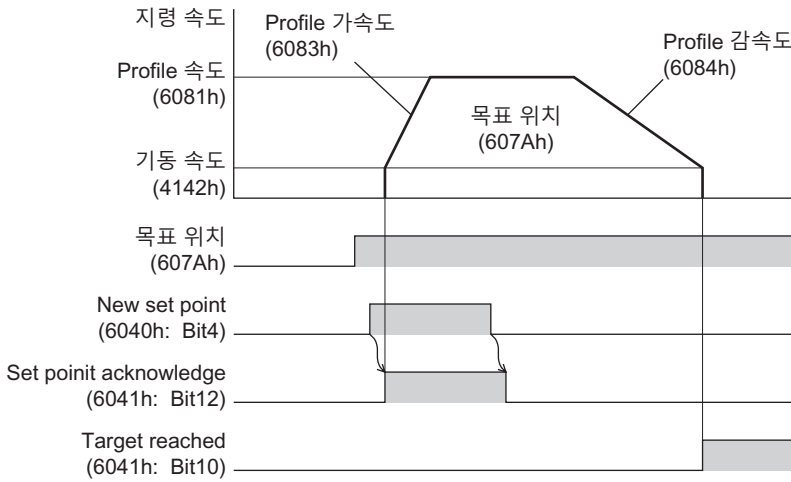 지령 속도
Profile 가속도
(6083h)
Profile 감속도
(6084h)
Profile 속도
(6081h)
목표 위치
(607Ah)
기동 속도
(4142h)
목표 위치
(607Ah)
New set point
(6040h: Bit4)
Set poinit acknowledge
(6041h: Bit12)
Target reached
(6041h: Bit10)